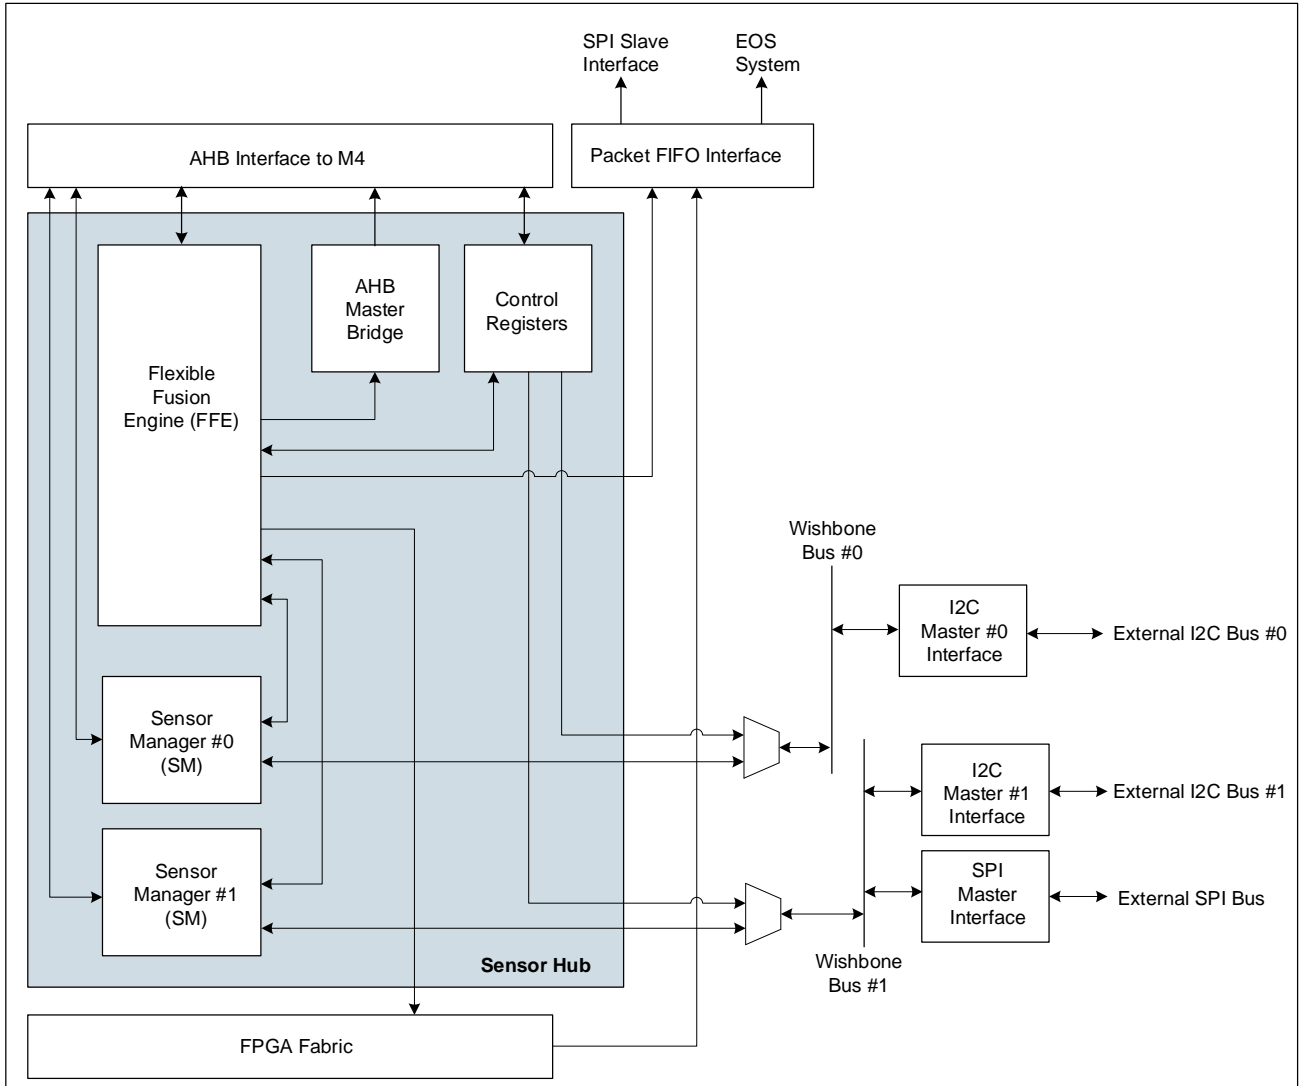 SPI Slave
Interface
EOS
System
AHB Interface to M4
Packet FIFO Interface
AHB
Master
Bridge
Control
Registers
Flexible
Fusion
Engine (FFE)
Wishbone
Bus #0
I2C
Master #0
Interface
External I2C Bus #0
Sensor
Manager #0
(SM)
I2C
Master #1
Interface
External I2C Bus #1
Sensor
Manager #1
(SM)
SPI
Master
Interface
External SPI Bus
Sensor Hub
Wishbone
Bus #1
FPGA Fabric